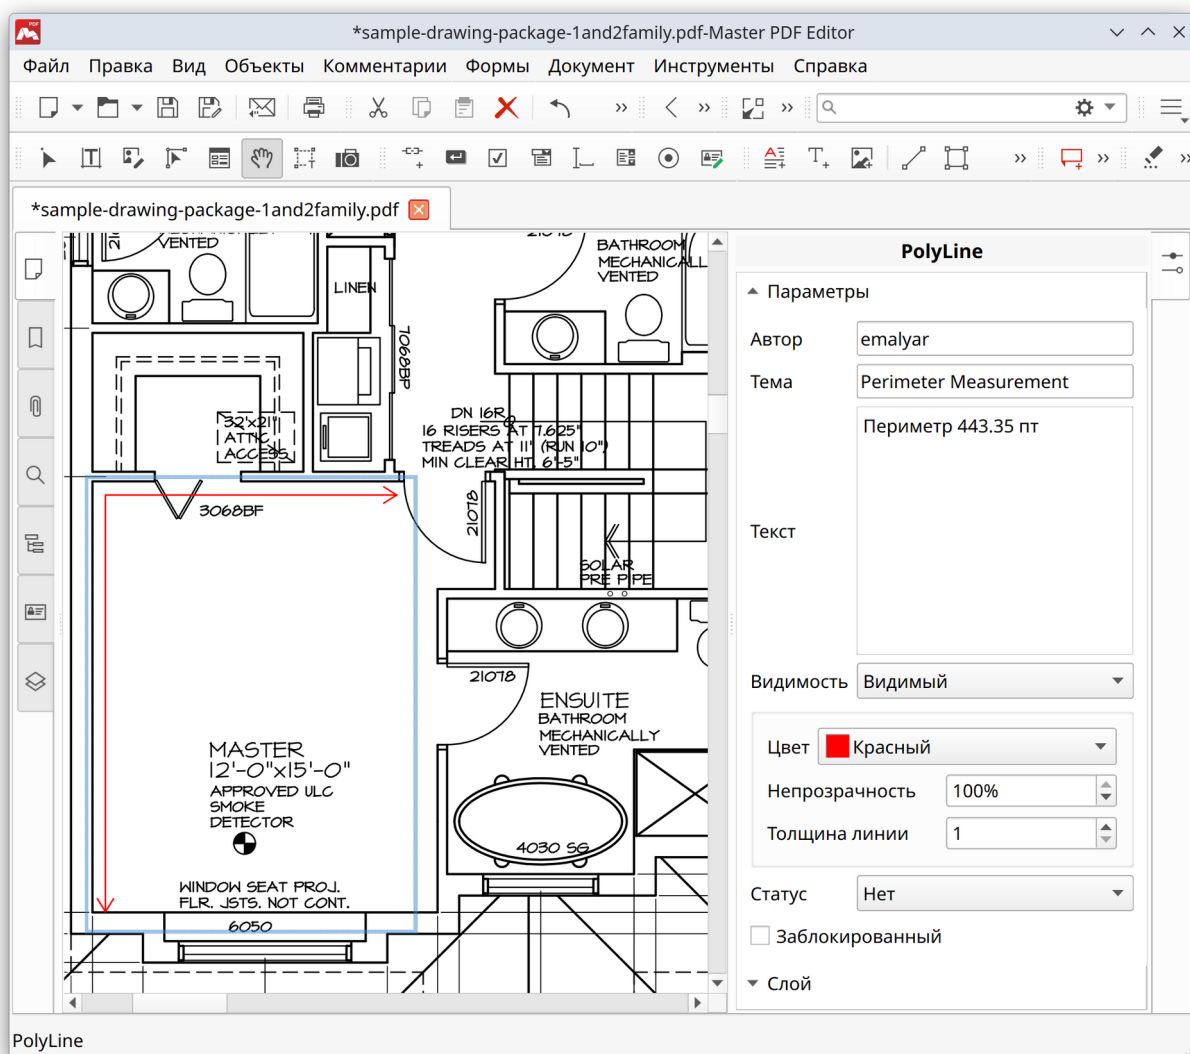 PDF
*sample-drawing-package-1and2family.pdf-Master PDF Editor
Файл Правка Вид Объекты Комментарии Формы Документ Инструменты Справка
*sample-drawing-package-1and2family.pdf
VENTED
LINEN
7068BP
BATHROOM
MECHANICALL
VENTED
32"x21"
ATTIC
ACCESS
DN 16R
16 RISERS AT 7.625"
TREADS AT 11" (RUN 10")
MIN CLEAR HT. 6'-5"
3068BF
21078
SOLAR
PRE PIPE
21078
ENSUITE
BATHROOM
MECHANICALLY
VENTED
MASTER
12'-0"x15'-0"
APPROVED ULC
SMOKE
DETECTOR
4030 SG
WINDOW SEAT PROJ.
FLR. JSTS. NOT CONT.
6050
PolyLine
Параметры
Автор emalyar
Тема Perimeter Measurement
Текст Периметр 443.35 пт
Видимость Видимый
Цвет Красный
Непрозрачность 100%
Толщина линии 1
Статус Нет
Заблокированный
Слой
PolyLine